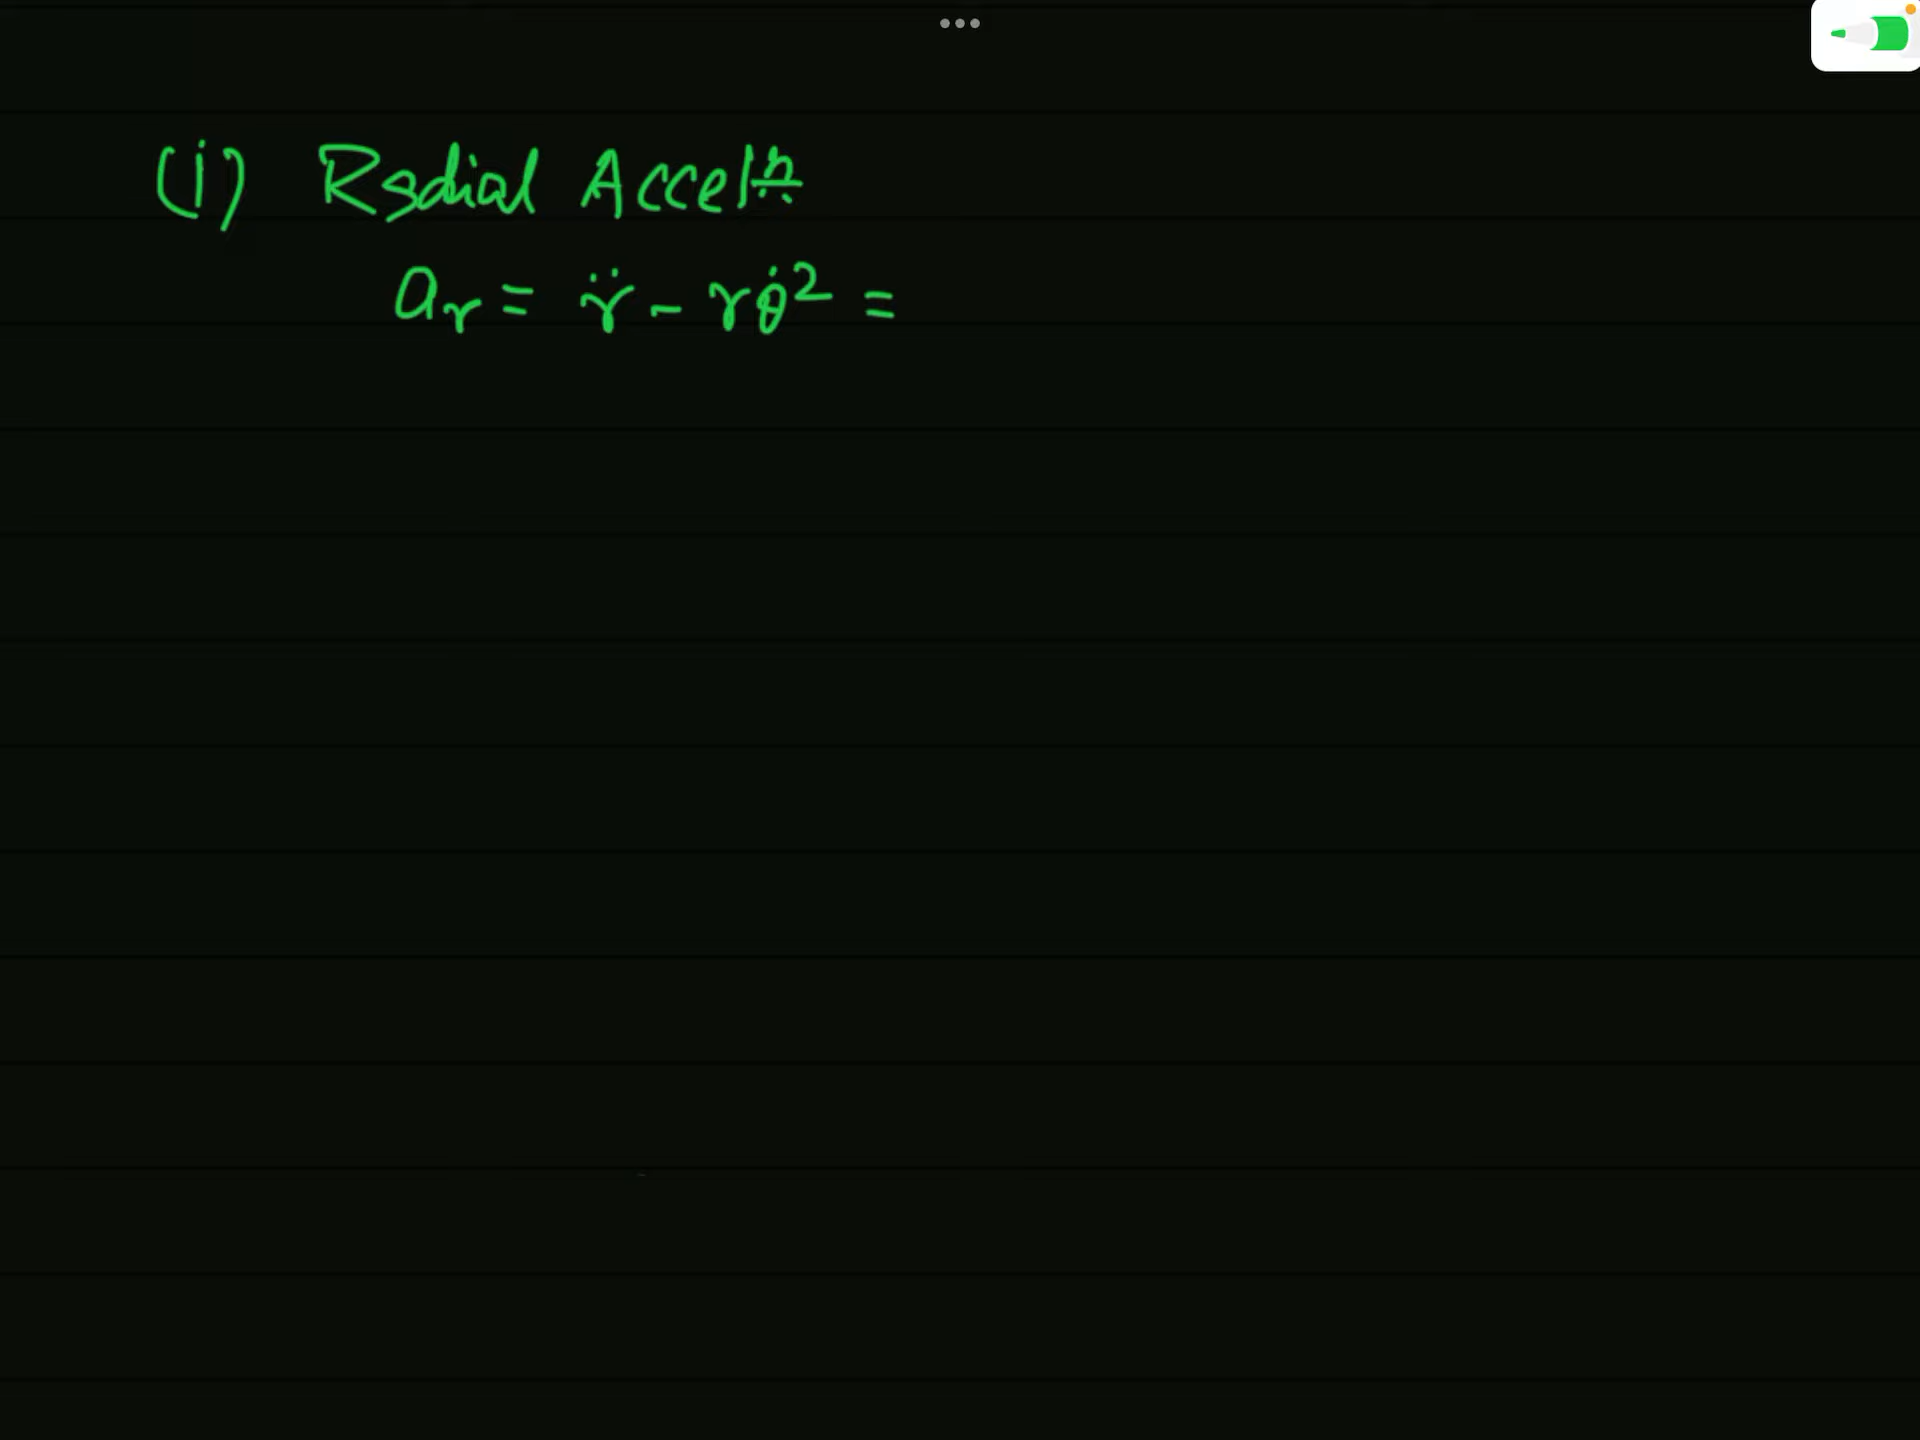 (i) Radial Accelⁿ
aᵣ = r̈ - rθ̇² =